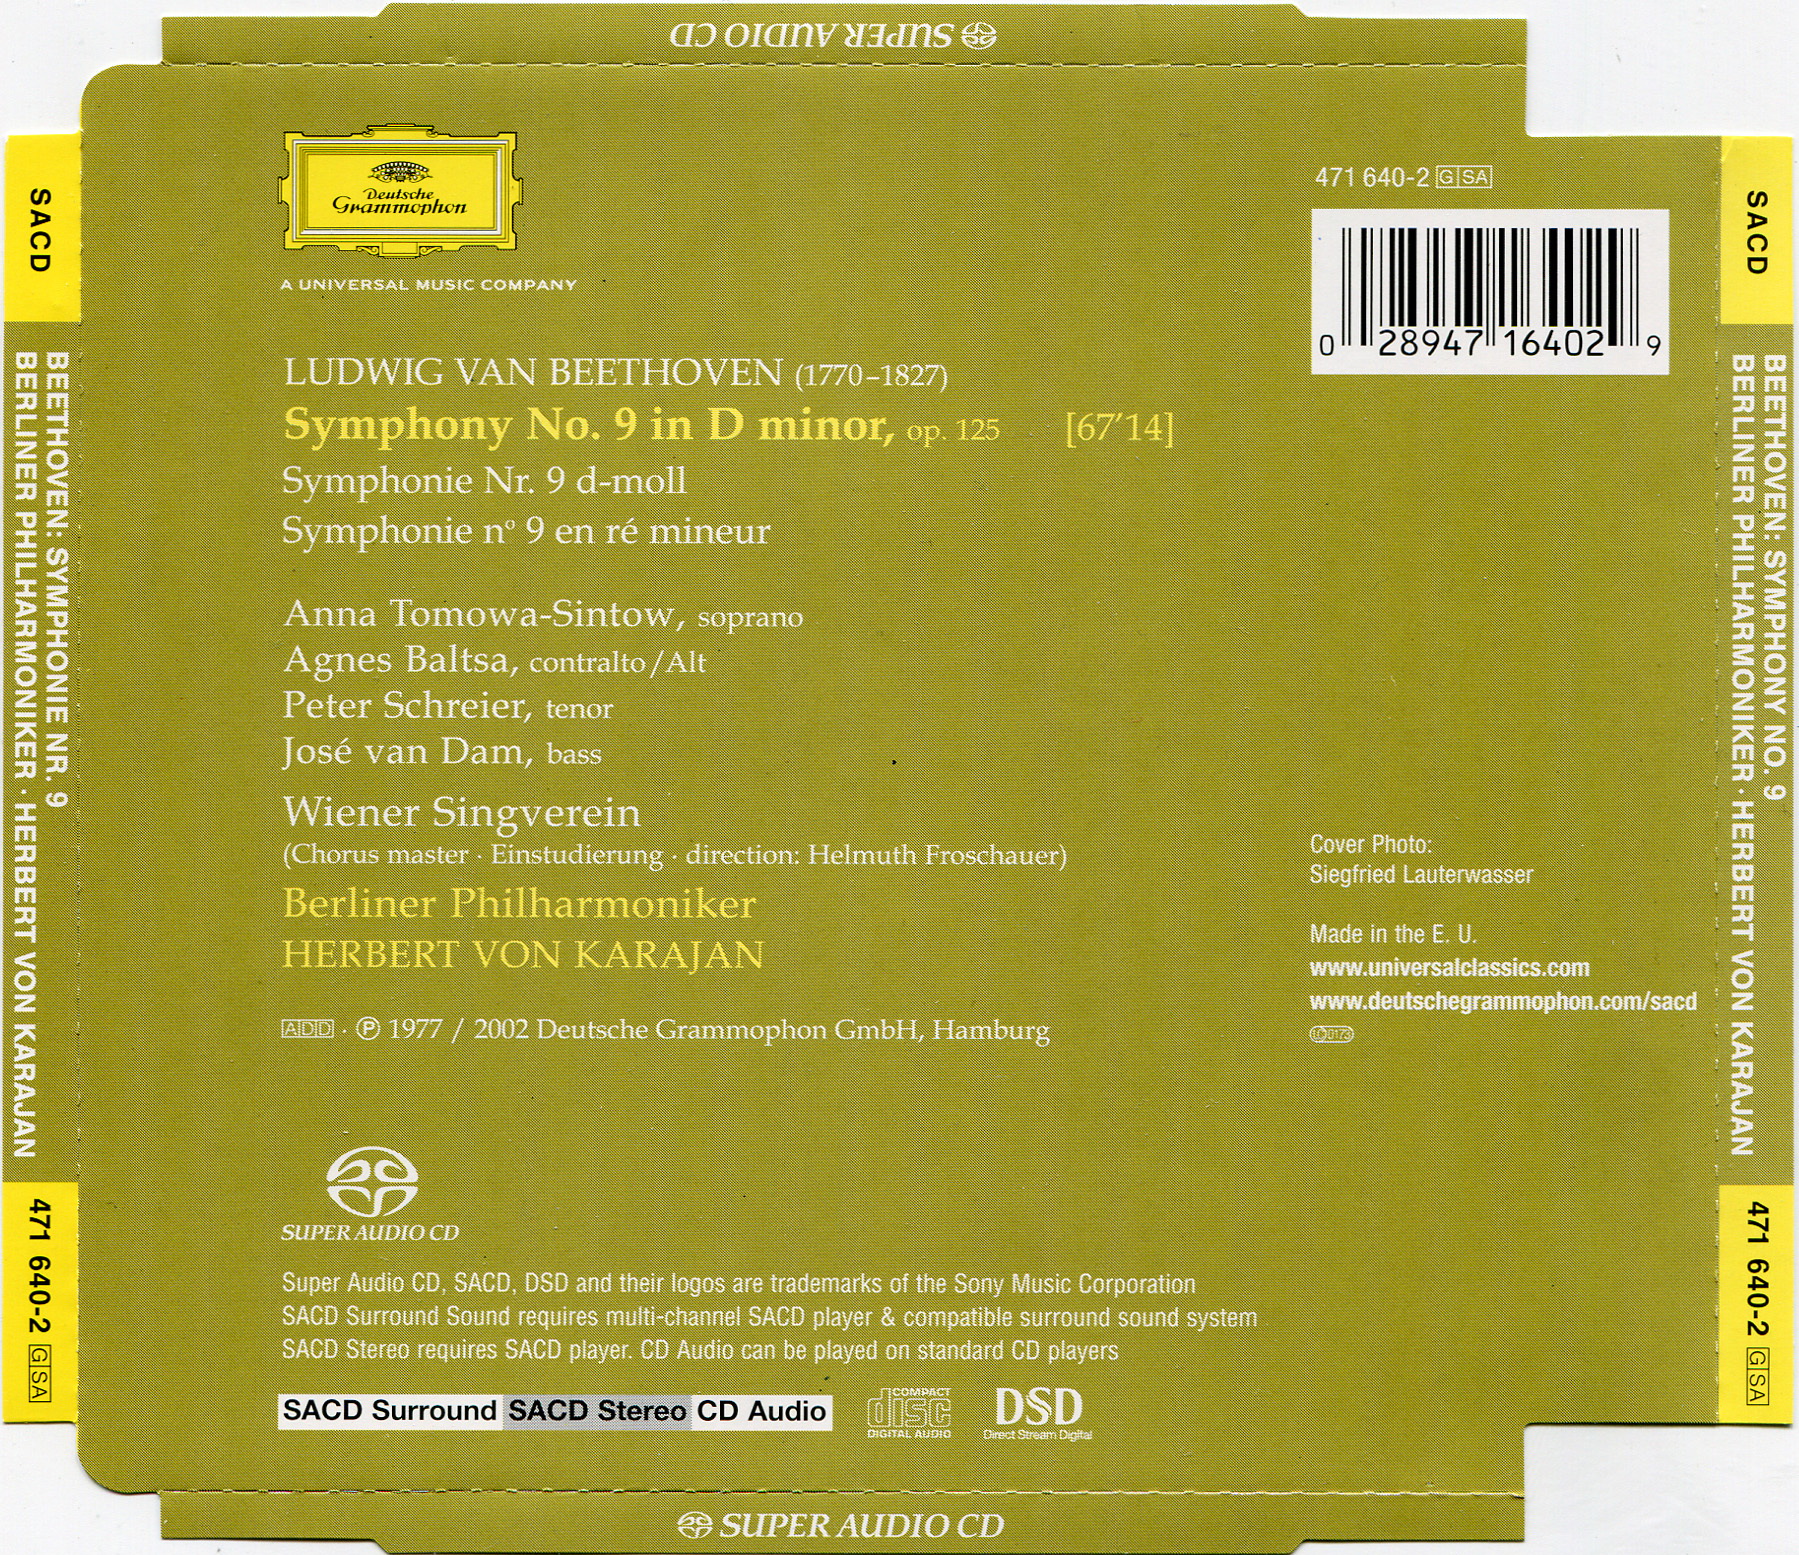 SUPER AUDIO CD
Deutsche
Grammophon
A UNIVERSAL MUSIC COMPANY
471 640-2 G SA
0 28947 16402 9
LUDWIG VAN BEETHOVEN (1770–1827)
Symphony No. 9 in D minor, op. 125 [67'14]
Symphonie Nr. 9 d-moll
Symphonie nº 9 en ré mineur
Anna Tomowa-Sintow, soprano
Agnes Baltsa, contralto/Alt
Peter Schreier, tenor
José van Dam, bass
Wiener Singverein
(Chorus master · Einstudierung · direction: Helmuth Froschauer)
Berliner Philharmoniker
HERBERT VON KARAJAN
ADD · ℗ 1977 / 2002 Deutsche Grammophon GmbH, Hamburg
Cover Photo:
Siegfried Lauterwasser
Made in the E. U.
www.universalclassics.com
www.deutschegrammophon.com/sacd
LC 0173
SUPER AUDIO CD
Super Audio CD, SACD, DSD and their logos are trademarks of the Sony Music Corporation
SACD Surround Sound requires multi-channel SACD player & compatible surround sound system
SACD Stereo requires SACD player. CD Audio can be played on standard CD players
SACD Surround SACD Stereo CD Audio
COMPACT
disc
DIGITAL AUDIO
DSD
Direct Stream Digital
SUPER AUDIO CD
SACD
BEETHOVEN: SYMPHONIE NR. 9
BERLINER PHILHARMONIKER · HERBERT VON KARAJAN
471 640-2 G SA
SACD
BEETHOVEN: SYMPHONY NO. 9
BERLINER PHILHARMONIKER · HERBERT VON KARAJAN
471 640-2 G SA